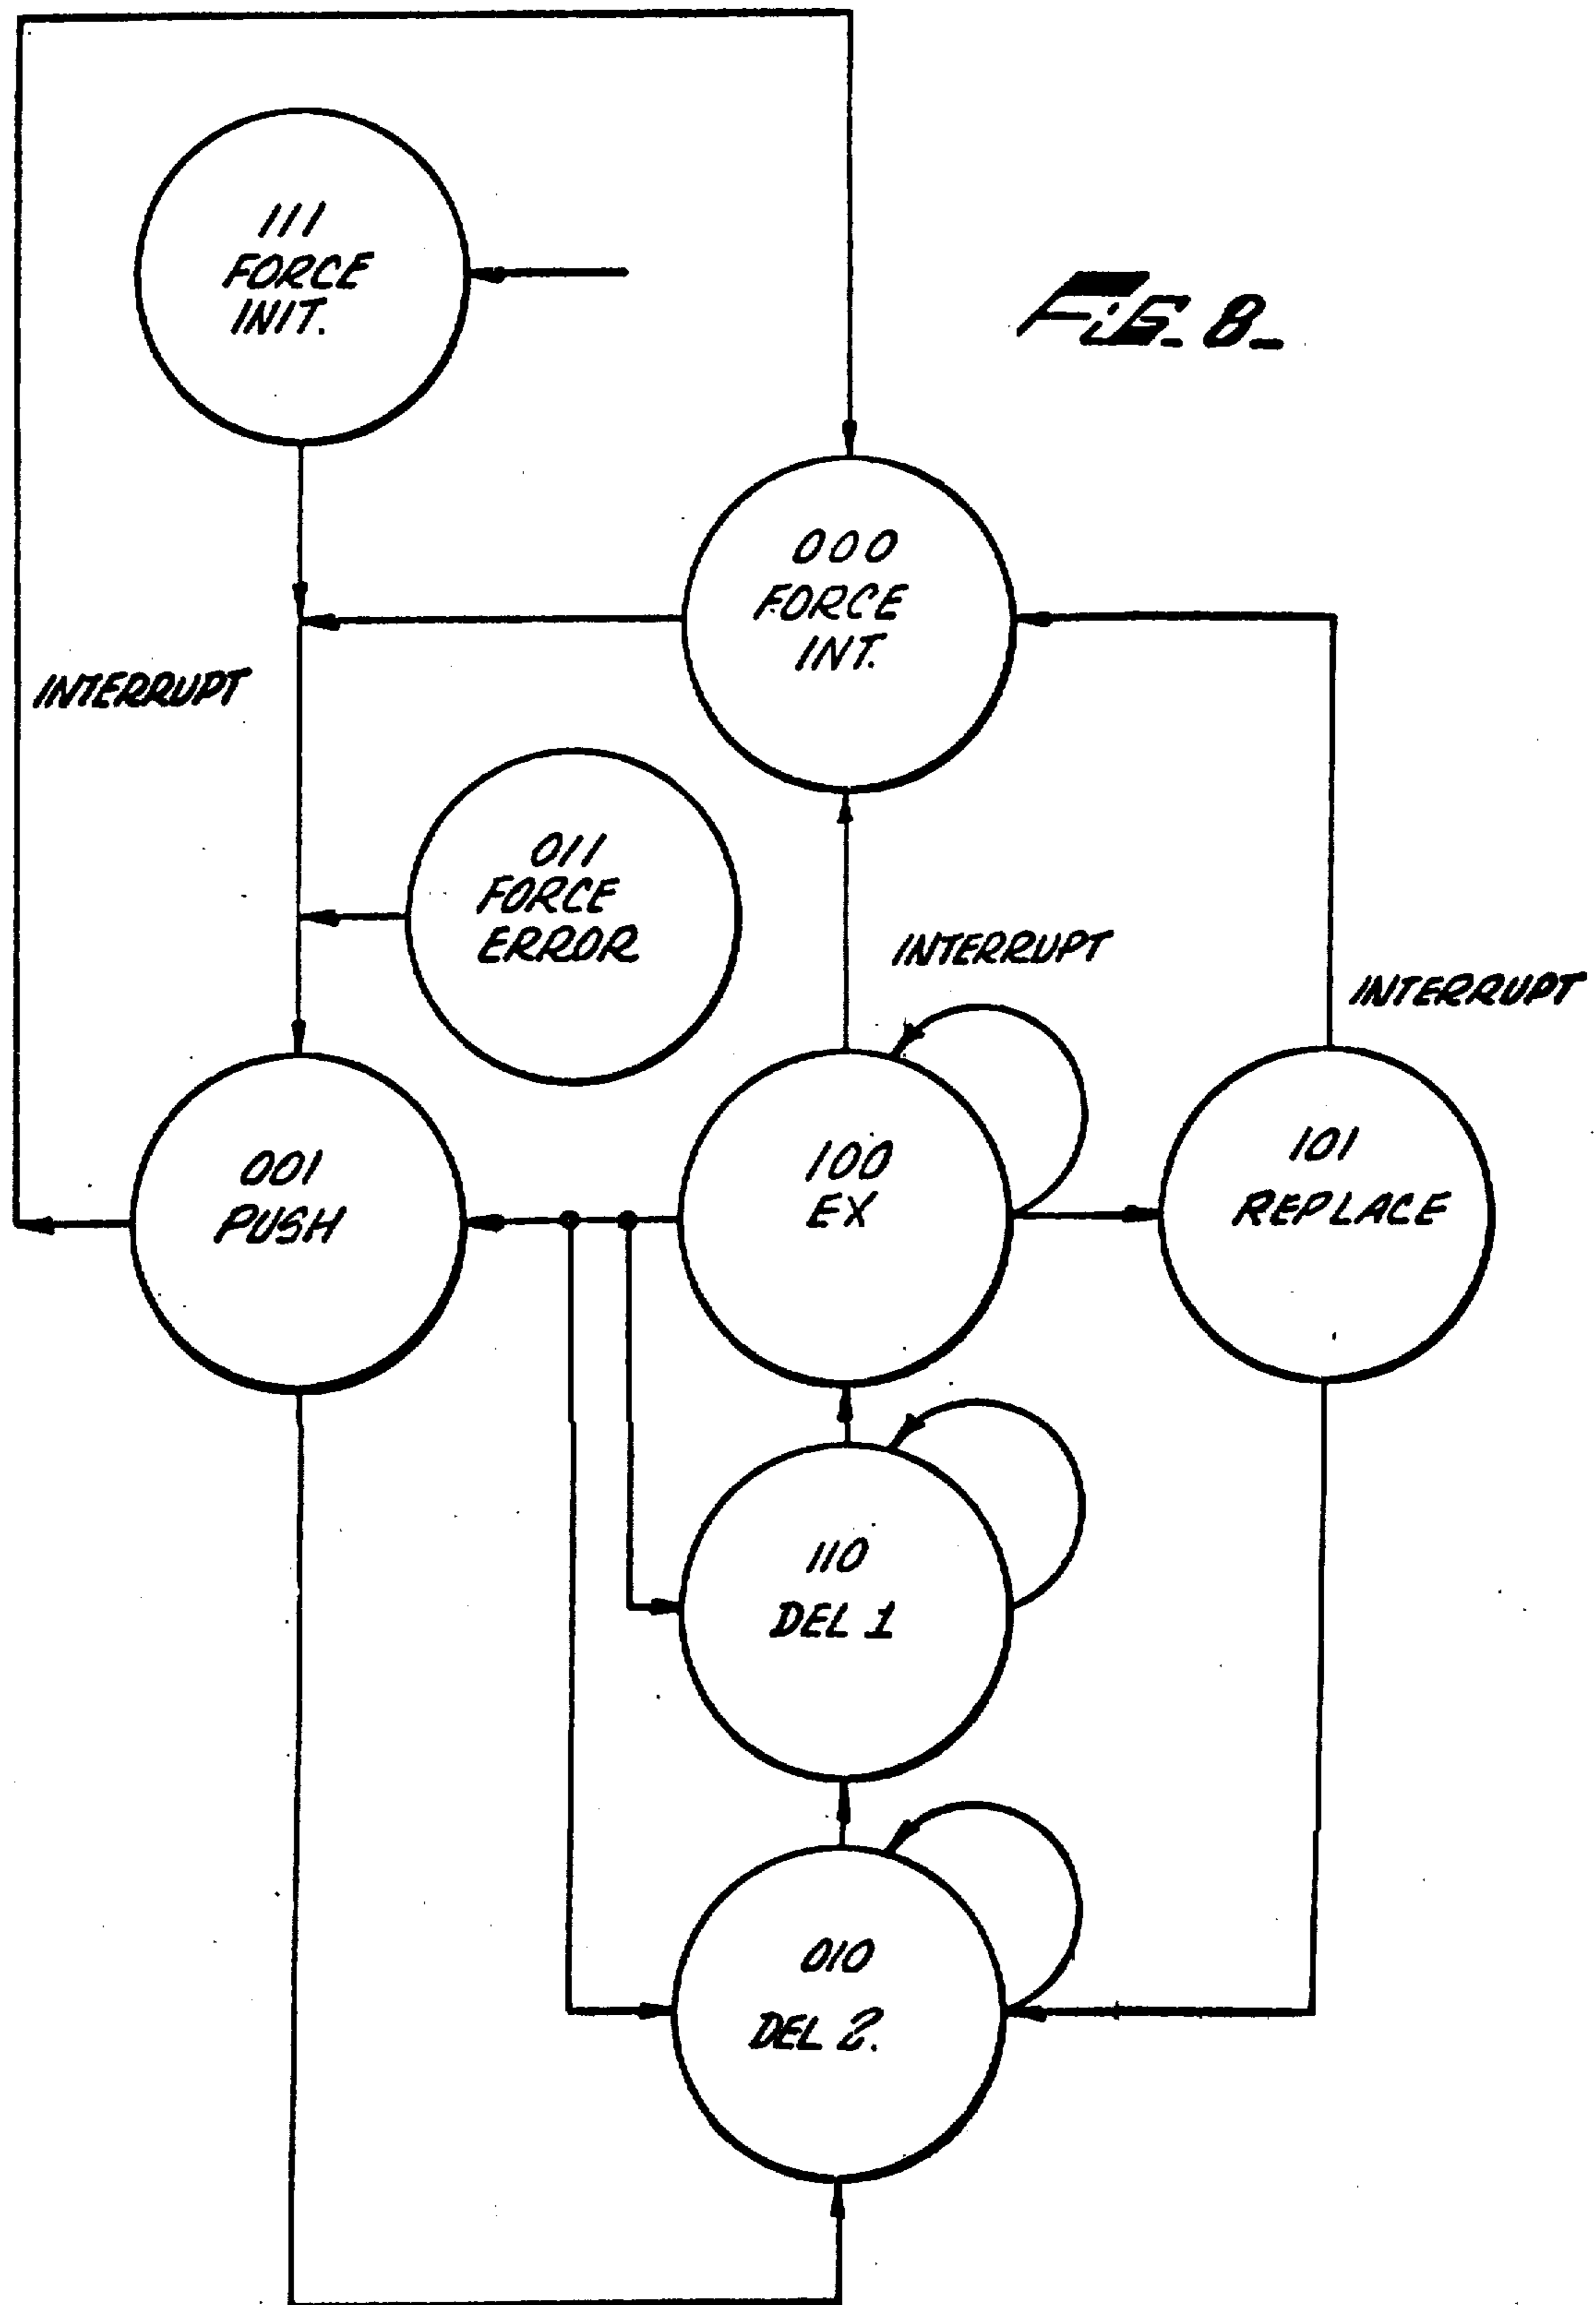 111
FORCE
INIT.
FIG. 8.
000
FORCE
INT.
INTERRUPT
011
FORCE
ERROR
INTERRUPT
INTERRUPT
001
PUSH
100
EX
101
REPLACE
110
DEL 1
010
DEL 2.